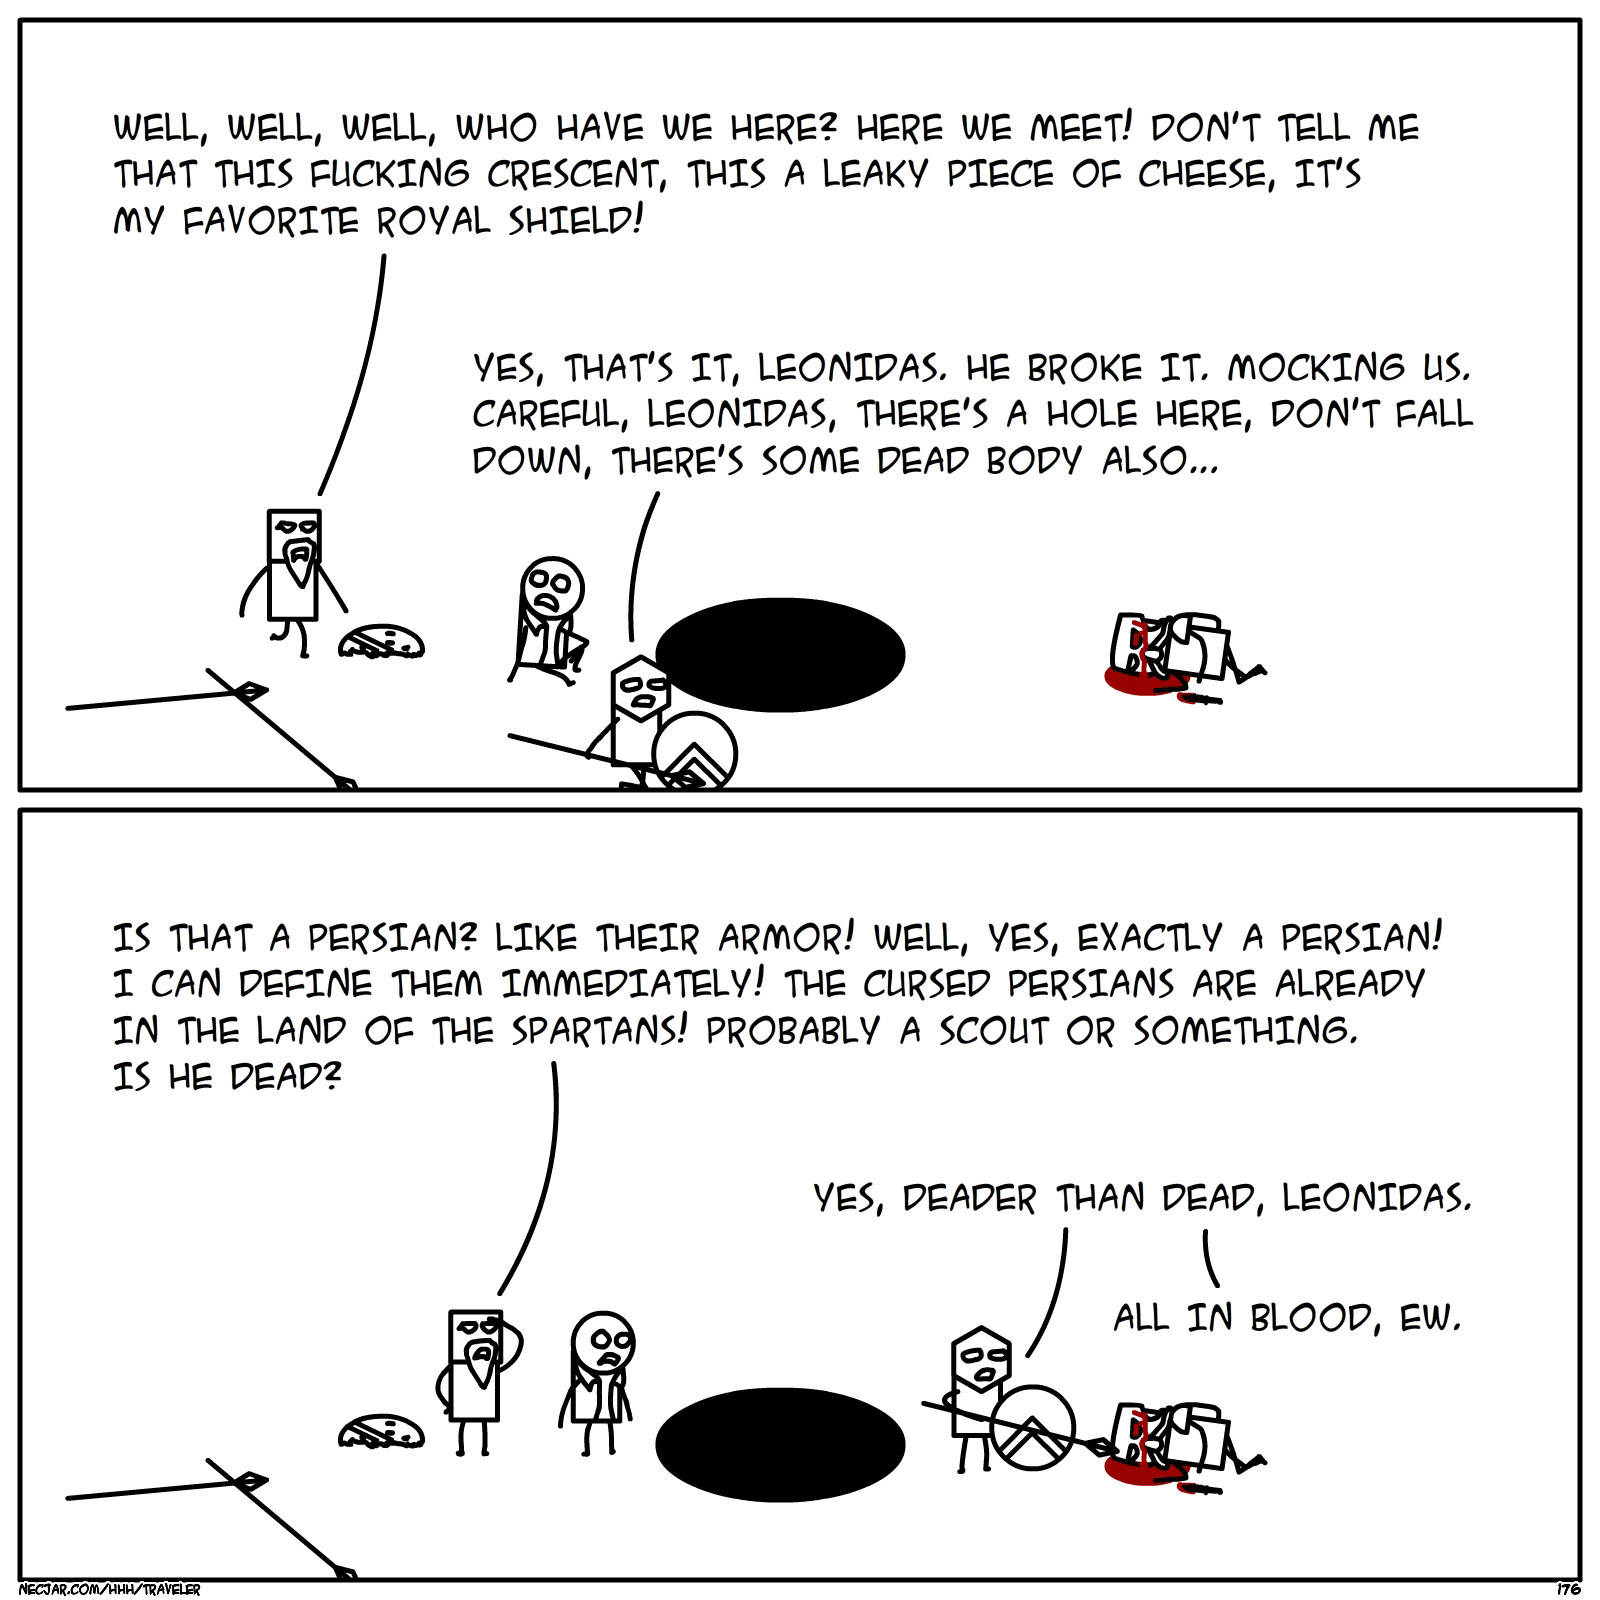 WELL, WELL, WELL, WHO HAVE WE HERE? HERE WE MEET! DON'T TELL ME
THAT THIS FUCKING CRESCENT, THIS A LEAKY PIECE OF CHEESE, IT'S
MY FAVORITE ROYAL SHIELD!
YES, THAT'S IT, LEONIDAS. HE BROKE IT. MOCKING US.
CAREFUL, LEONIDAS, THERE'S A HOLE HERE, DON'T FALL
DOWN, THERE'S SOME DEAD BODY ALSO...
IS THAT A PERSIAN? LIKE THEIR ARMOR! WELL, YES, EXACTLY A PERSIAN!
I CAN DEFINE THEM IMMEDIATELY! THE CURSED PERSIANS ARE ALREADY
IN THE LAND OF THE SPARTANS! PROBABLY A SCOUT OR SOMETHING.
IS HE DEAD?
YES, DEADER THAN DEAD, LEONIDAS.
ALL IN BLOOD, EW.
NECJAR.COM/HHH/TRAVELER
176